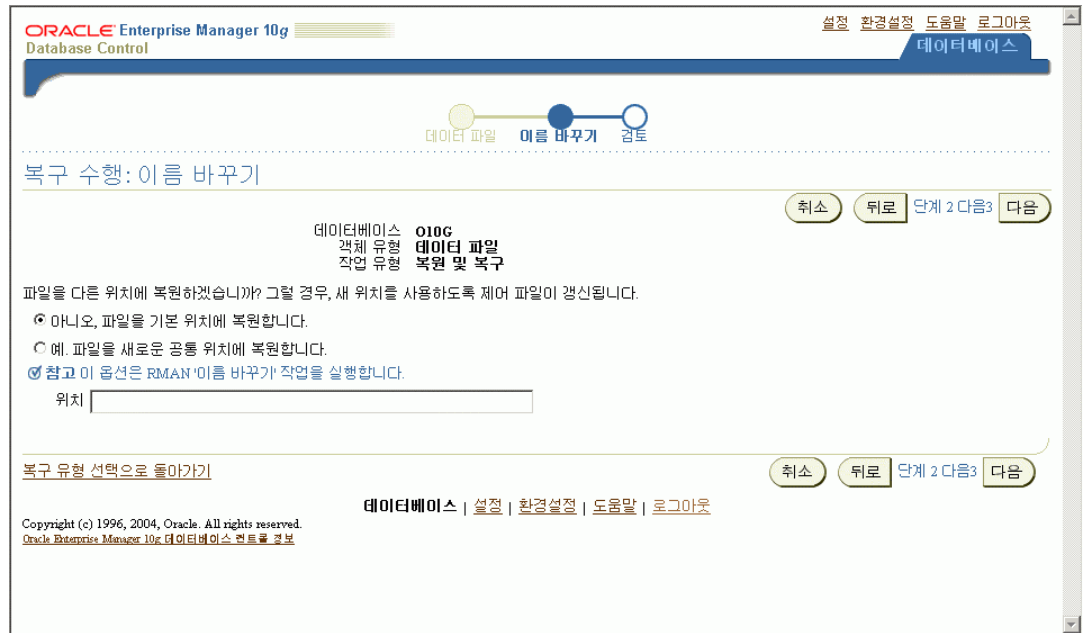 ORACLE Enterprise Manager 10g
Database Control
설정 환경설정 도움말 로그아웃
데이터베이스
데이터 파일 이름 바꾸기 검토
복구 수행: 이름 바꾸기
취소 뒤로 단계 2 다음3 다음
데이터베이스 O10G
객체 유형 데이터 파일
작업 유형 복원 및 복구
파일을 다른 위치에 복원하겠습니까? 그럴 경우, 새 위치를 사용하도록 제어 파일이 갱신됩니다.
아니오, 파일을 기본 위치에 복원합니다.
예. 파일을 새로운 공통 위치에 복원합니다.
참고 이 옵션은 RMAN '이름 바꾸기' 작업을 실행합니다.
위치
복구 유형 선택으로 돌아가기
취소 뒤로 단계 2 다음3 다음
데이터베이스 | 설정 | 환경설정 | 도움말 | 로그아웃
Copyright (c) 1996, 2004, Oracle. All rights reserved.
Oracle Enterprise Manager 10g 데이터베이스 컨트롤 정보